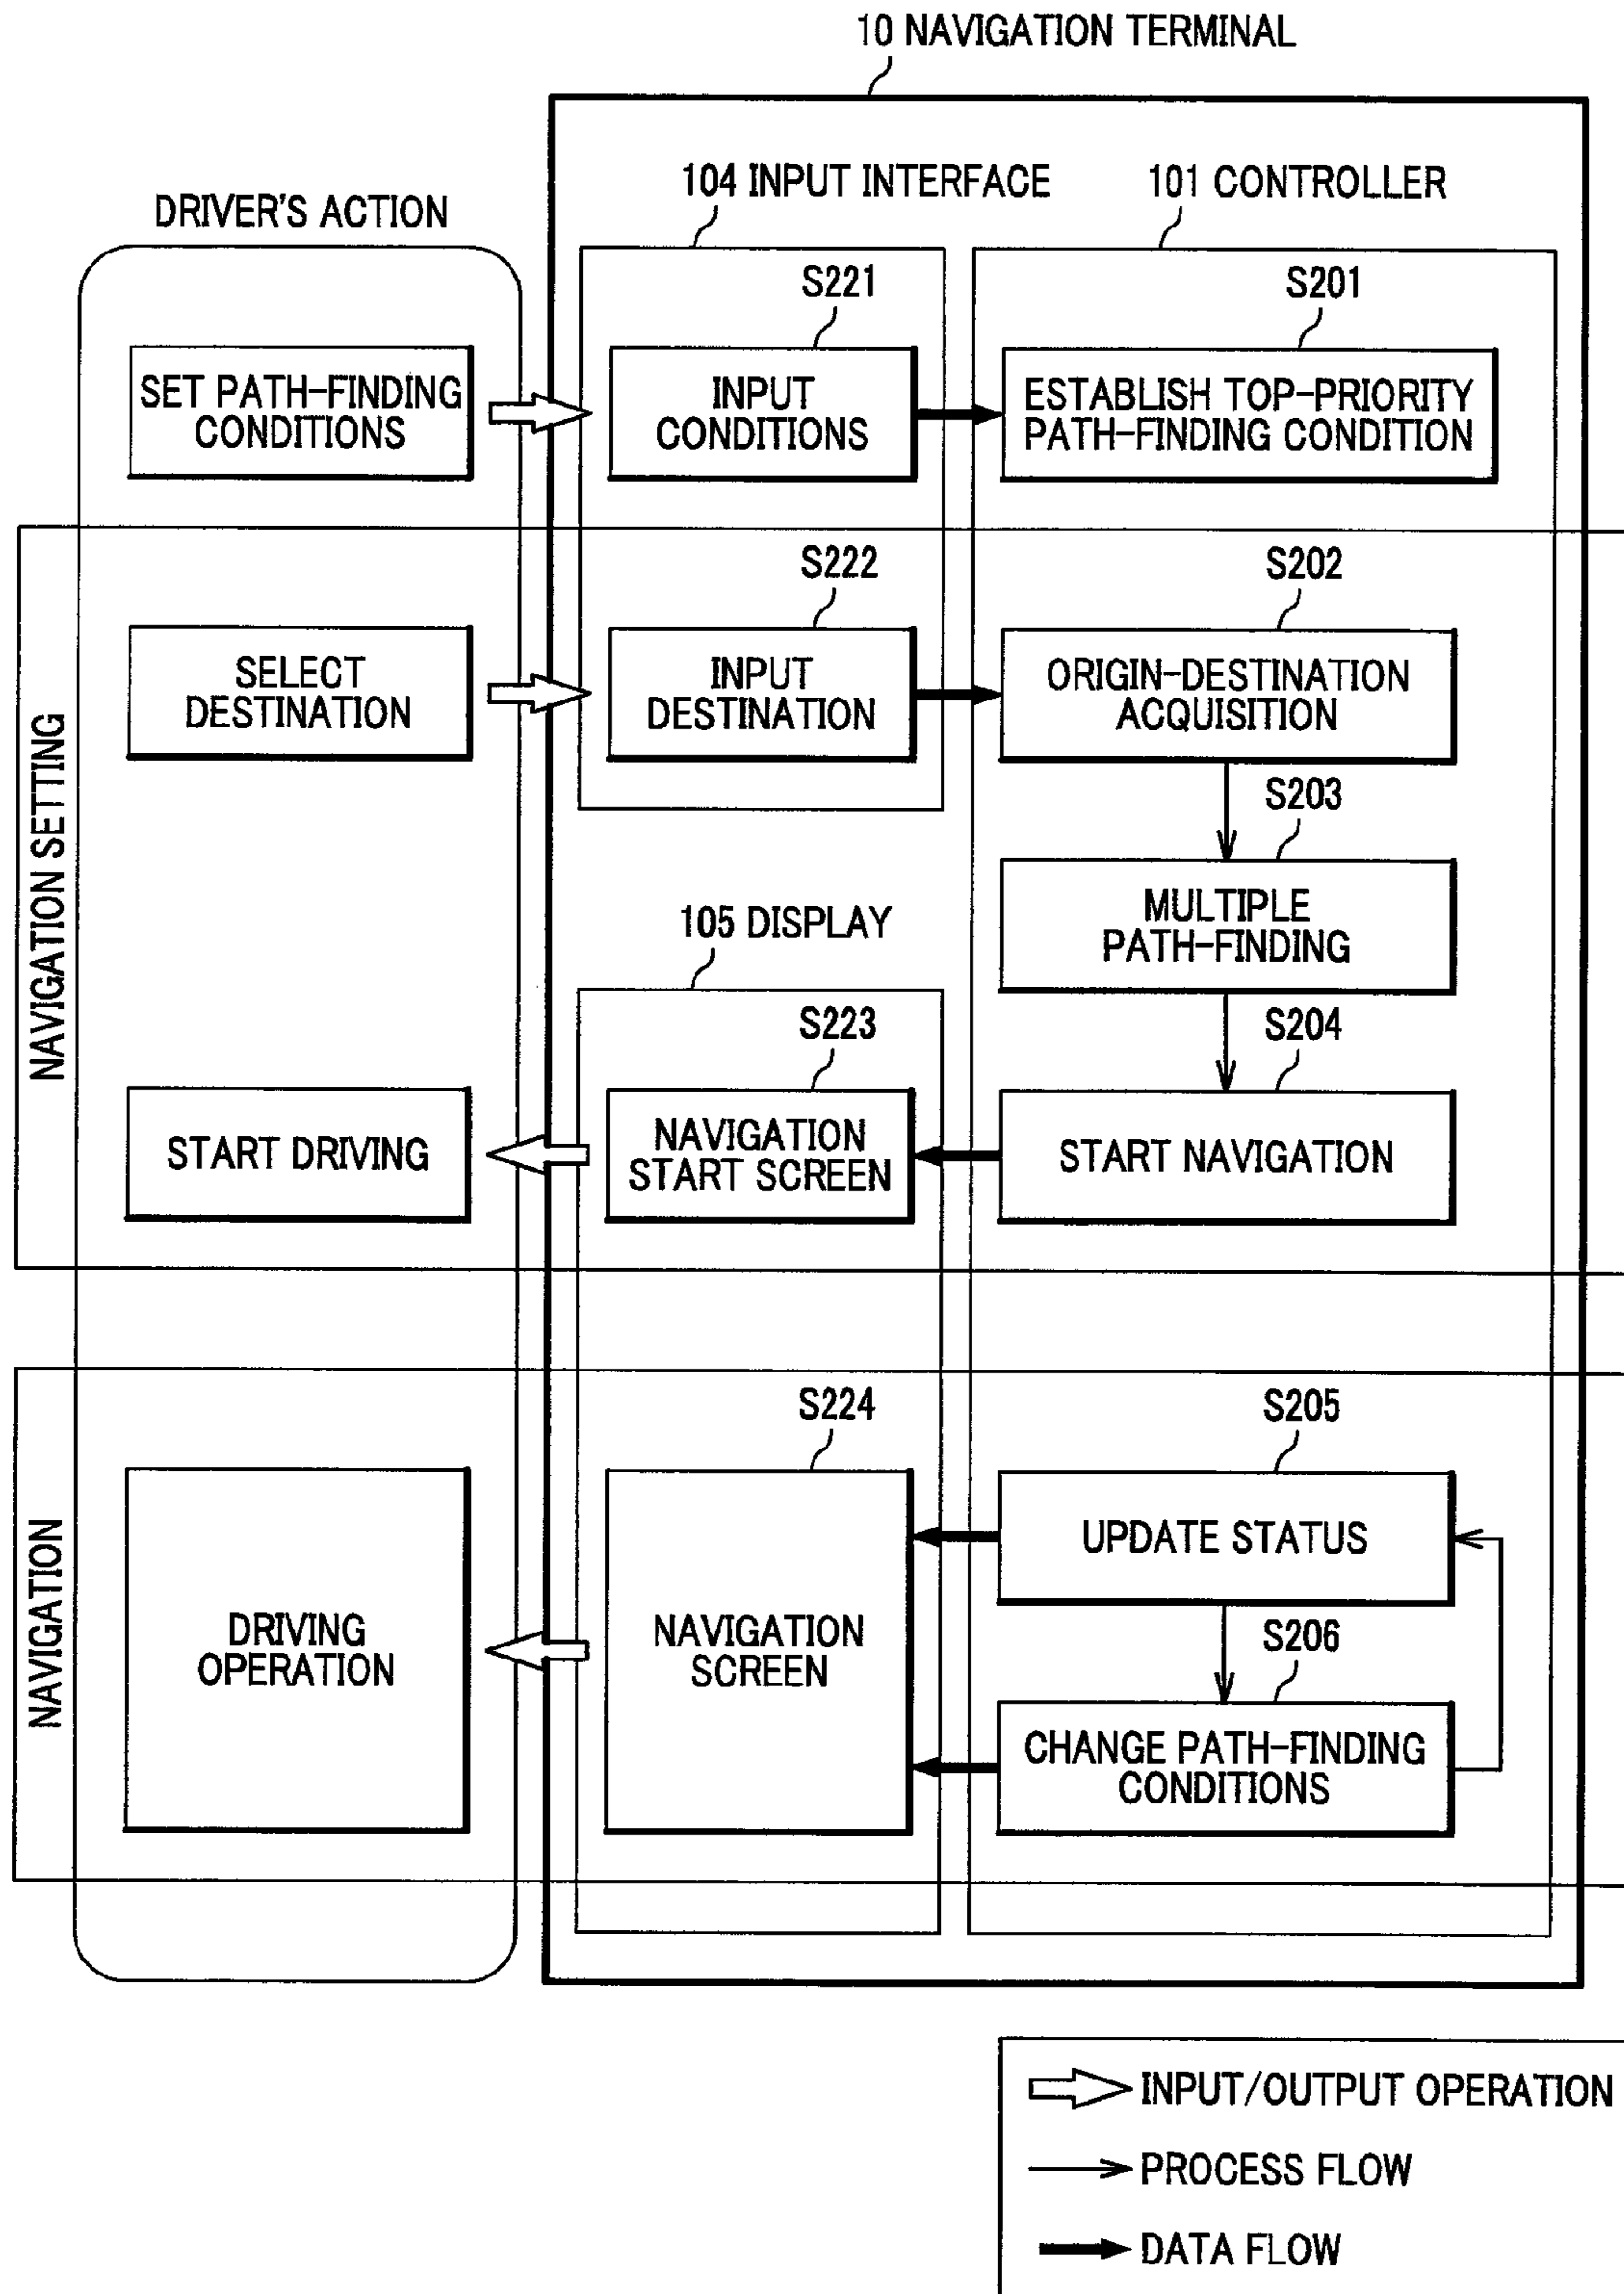 10 NAVIGATION TERMINAL
104 INPUT INTERFACE
101 CONTROLLER
DRIVER'S ACTION
S221
S201
SET PATH-FINDING
CONDITIONS
INPUT
CONDITIONS
ESTABLISH TOP-PRIORITY
PATH-FINDING CONDITION
NAVIGATION SETTING
S222
S202
SELECT
DESTINATION
INPUT
DESTINATION
ORIGIN-DESTINATION
ACQUISITION
S203
MULTIPLE
PATH-FINDING
105 DISPLAY
S223
S204
START DRIVING
NAVIGATION
START SCREEN
START NAVIGATION
NAVIGATION
S224
S205
UPDATE STATUS
DRIVING
OPERATION
NAVIGATION
SCREEN
S206
CHANGE PATH-FINDING
CONDITIONS
INPUT/OUTPUT OPERATION
PROCESS FLOW
DATA FLOW